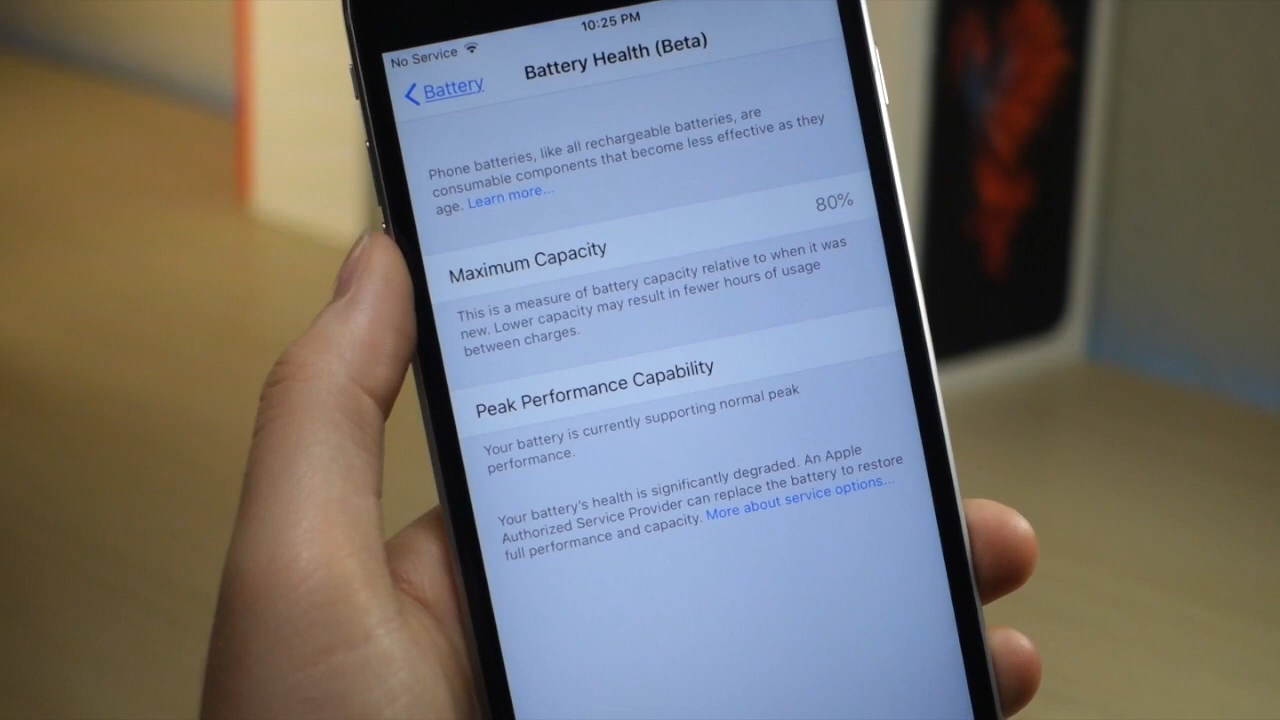 No Service 10:25 PM
Battery Battery Health (Beta)
Phone batteries, like all rechargeable batteries, are
consumable components that become less effective as they
age. Learn more...
Maximum Capacity 80%
This is a measure of battery capacity relative to when it was
new. Lower capacity may result in fewer hours of usage
between charges.
Peak Performance Capability
Your battery is currently supporting normal peak
performance.
Your battery's health is significantly degraded. An Apple
Authorized Service Provider can replace the battery to restore
full performance and capacity. More about service options...